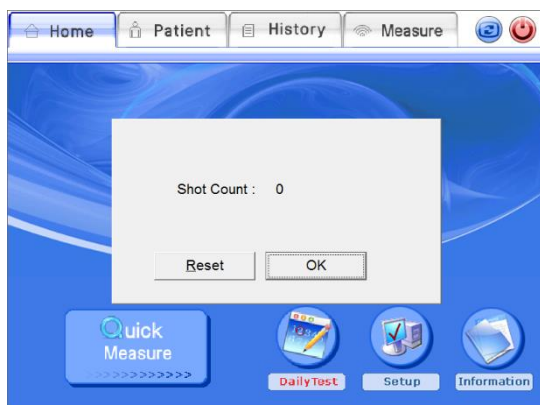 Home Patient History Measure
Shot Count : 0
Reset OK
Quick
Measure
>>>>>>>>>>>>
DailyTest Setup Information